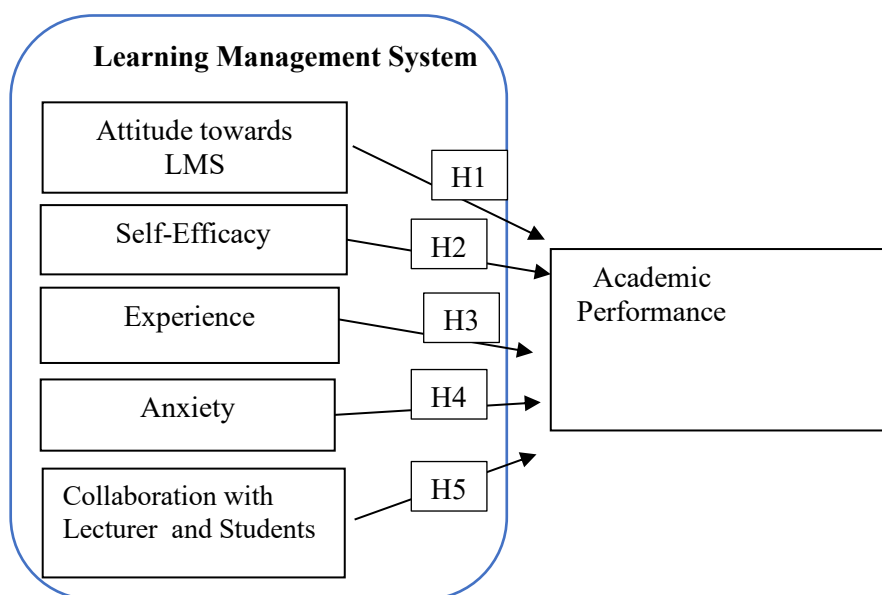 Learning Management System
Attitude towards
LMS
H1
Self-Efficacy
H2
Experience
H3
Anxiety
H4
Collaboration with
Lecturer and Students
H5
Academic
Performance